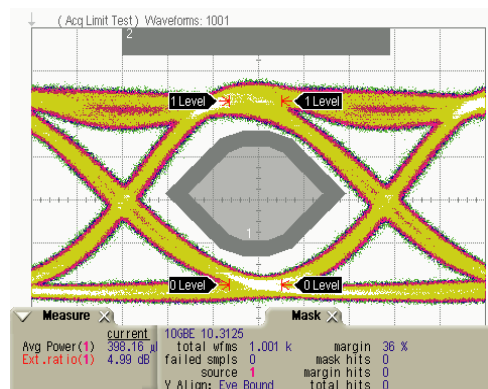 ( Acq Limit Test ) Waveforms: 1001
2
1 Level 1 Level
1
0 Level 0 Level
Measure Mask
current 10GBE 10.3125
Avg Power(1) 398.16 total wfms 1.001 k margin 36 %
Ext.ratio(1) 4.99 dB failed smpls 0 mask hits 0
source 1 margin hits 0
Y Align: Eye Bound total hits 0